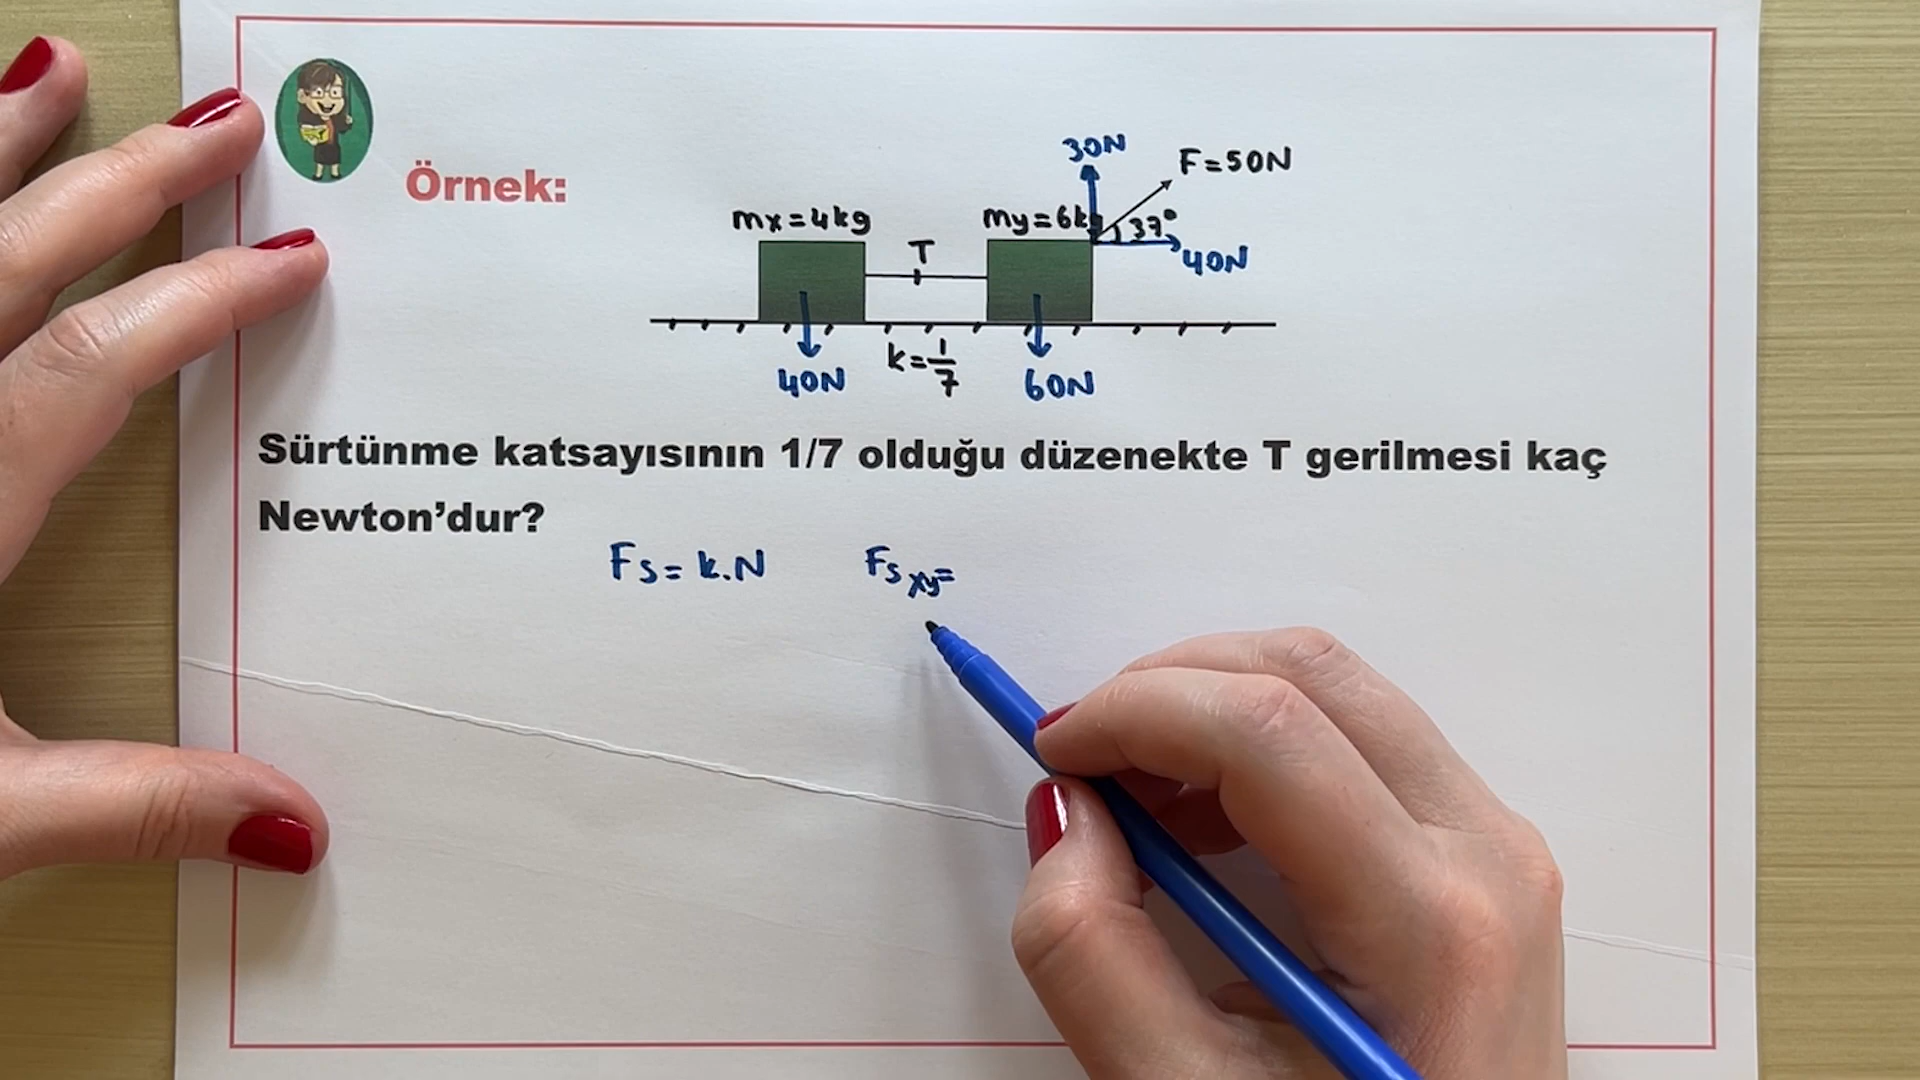 Örnek:
30N
F=50N
mx=4kg
my=6kg
37°
T
40N
k=1/7
40N
60N
Sürtünme katsayısının 1/7 olduğu düzenekte T gerilmesi kaç
Newton’dur?
Fs= k.N
Fsxy=